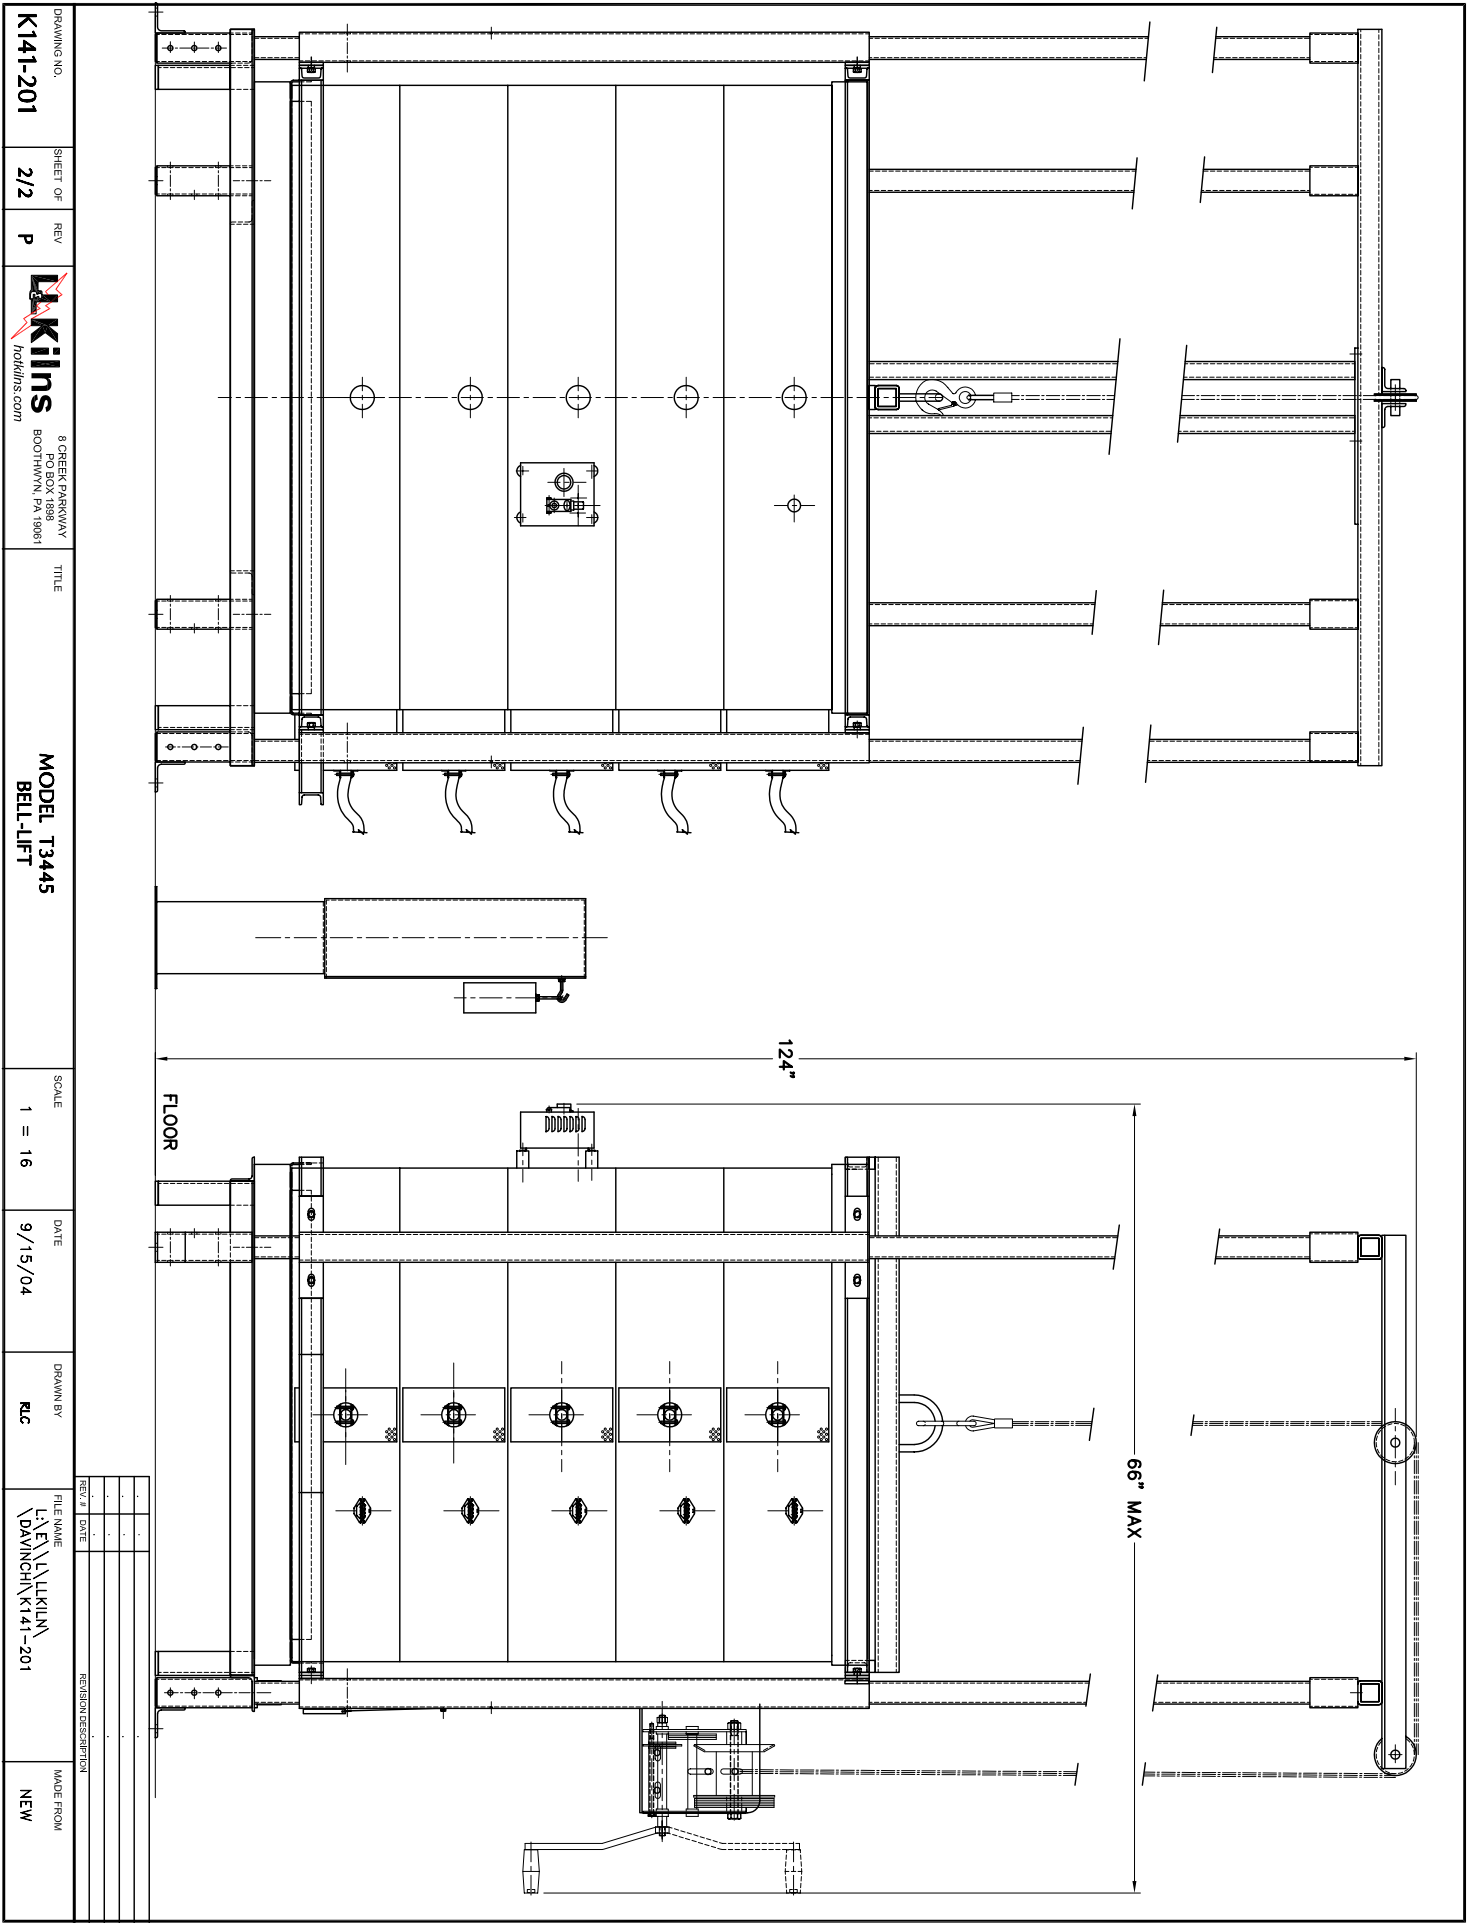 124"
66" MAX
FLOOR
REV. #
DATE
REVISION DESCRIPTION
DRAWING NO.
K141-201
SHEET OF
2/2
REV
P
L&L Kilns
hotkilns.com
8 CREEK PARKWAY
PO BOX 1898
BOOTHWYN, PA 19061
TITLE
MODEL T3445
BELL-LIFT
SCALE
1 = 16
DATE
9/15/04
DRAWN BY
RLC
FILE NAME
L:\E\L\LLKILN\
\DAVINCHI\K141-201
MADE FROM
NEW